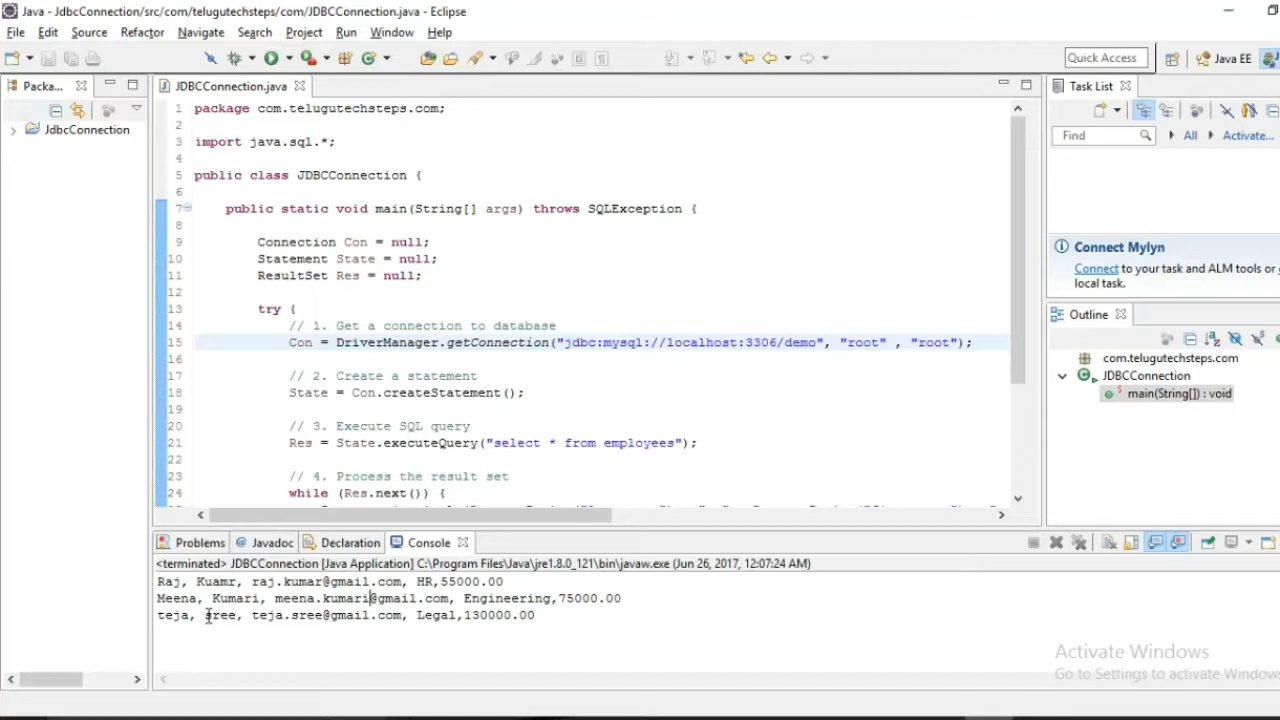 Java - JdbcConnection/src/com/telugutechsteps/com/JDBCConnection.java - Eclipse
File Edit Source Refactor Navigate Search Project Run Window Help
Quick Access
Java EE
Packa...
JDBCConnection.java
Task List
JdbcConnection
1 package com.telugutechsteps.com;
2
3 import java.sql.*;
4
5 public class JDBCConnection {
6
7 public static void main(String[] args) throws SQLException {
8
9 Connection Con = null;
10 Statement State = null;
11 ResultSet Res = null;
12
13 try {
14 // 1. Get a connection to database
15 Con = DriverManager.getConnection("jdbc:mysql://localhost:3306/demo", "root" , "root");
16
17 // 2. Create a statement
18 State = Con.createStatement();
19
20 // 3. Execute SQL query
21 Res = State.executeQuery("select * from employees");
22
23 // 4. Process the result set
24 while (Res.next()) {
Find
All
Activate...
Connect Mylyn
Connect to your task and ALM tools or
local task.
Outline
com.telugutechsteps.com
JDBCConnection
main(String[]) : void
Problems
Javadoc
Declaration
Console
<terminated> JDBCConnection [Java Application] C:\Program Files\Java\jre1.8.0_121\bin\javaw.exe (Jun 26, 2017, 12:07:24 AM)
Raj, Kuamr, raj.kumar@gmail.com, HR,55000.00
Meena, Kumari, meena.kumari@gmail.com, Engineering,75000.00
teja, sree, teja.sree@gmail.com, Legal,130000.00
Activate Windows
Go to Settings to activate Windows